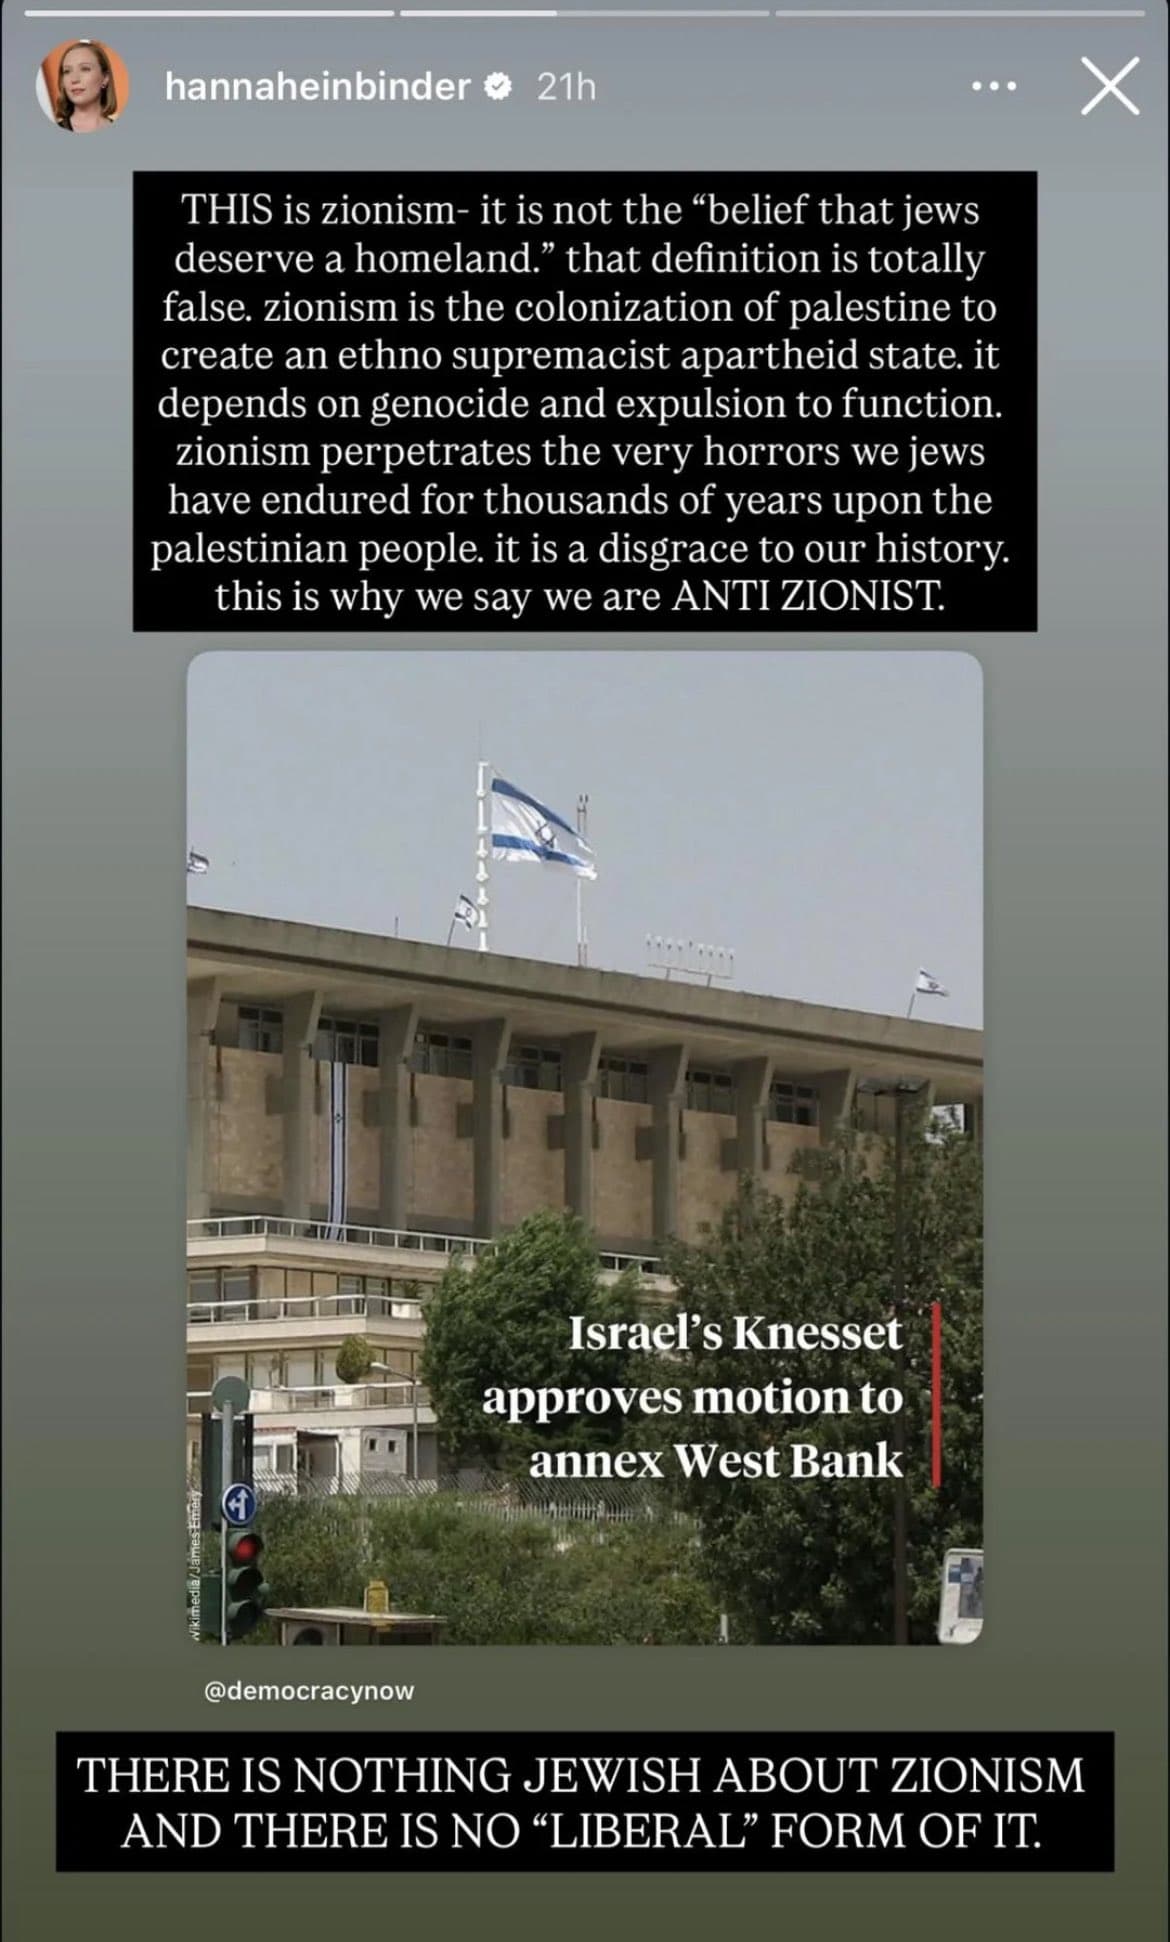 hannaheinbinder 21h
THIS is zionism- it is not the “belief that jews
deserve a homeland.” that definition is totally
false. zionism is the colonization of palestine to
create an ethno supremacist apartheid state. it
depends on genocide and expulsion to function.
zionism perpetrates the very horrors we jews
have endured for thousands of years upon the
palestinian people. it is a disgrace to our history.
this is why we say we are ANTI ZIONIST.
Israel’s Knesset
approves motion to
annex West Bank
Wikimedia/James Emery
@democracynow
THERE IS NOTHING JEWISH ABOUT ZIONISM
AND THERE IS NO “LIBERAL” FORM OF IT.